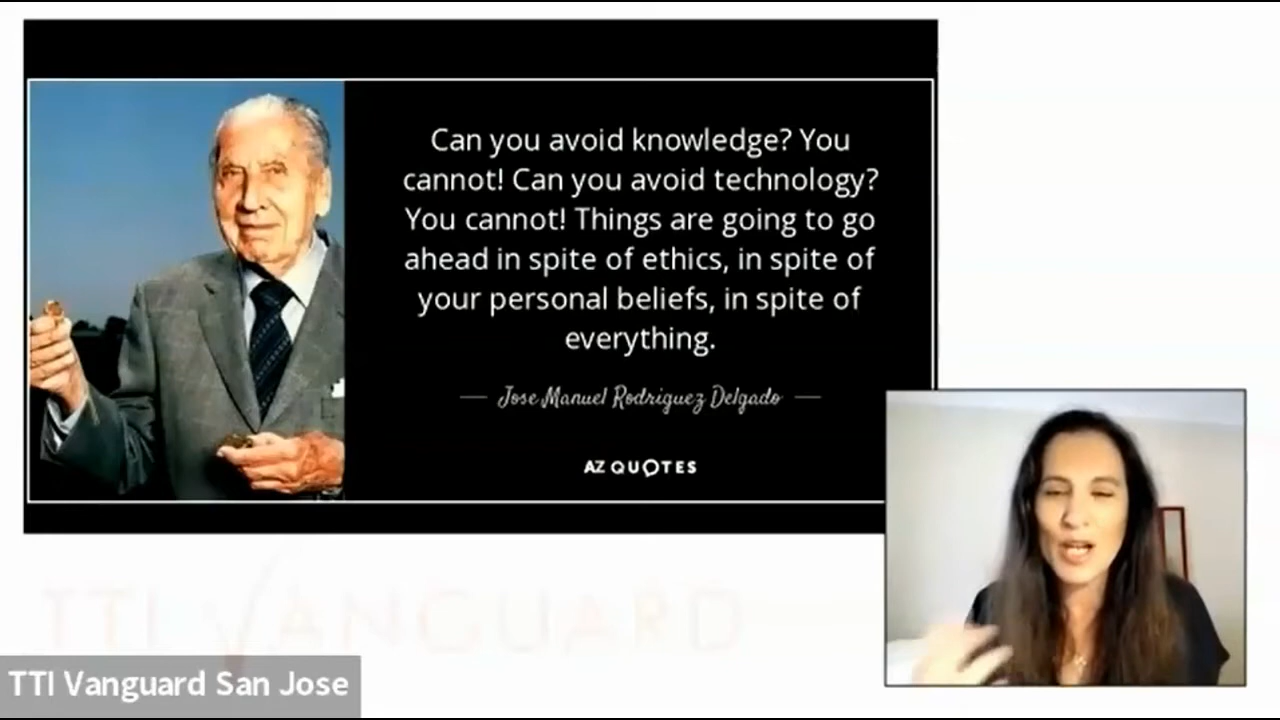 Can you avoid knowledge? You
cannot! Can you avoid technology?
You cannot! Things are going to go
ahead in spite of ethics, in spite of
your personal beliefs, in spite of
everything.
Jose Manuel Rodriguez Delgado
AZ QUOTES
TTI VANGUARD
TTI Vanguard San Jose